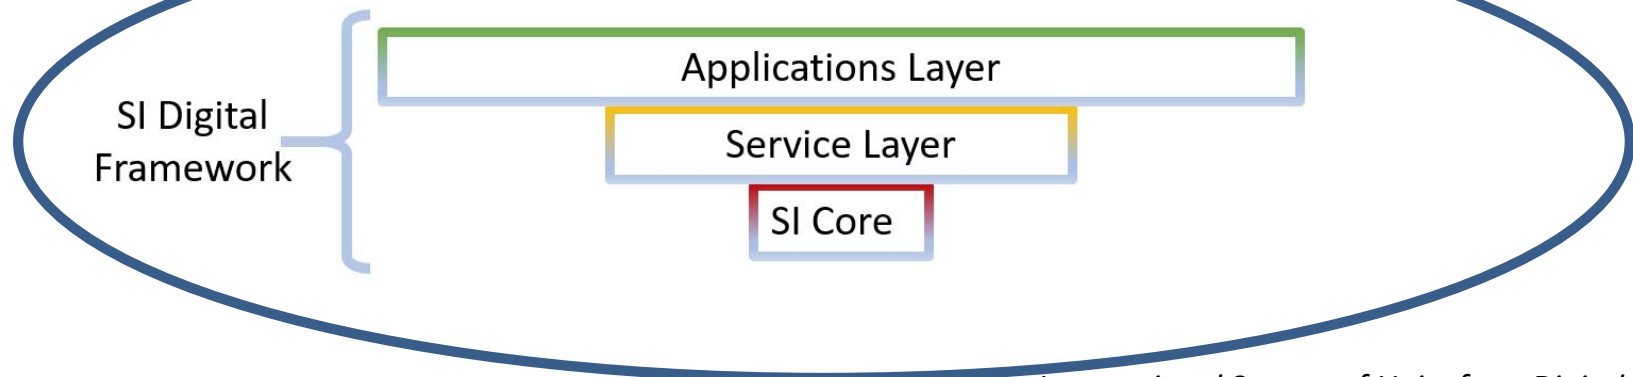 Applications Layer
SI Digital
Framework
Service Layer
SI Core